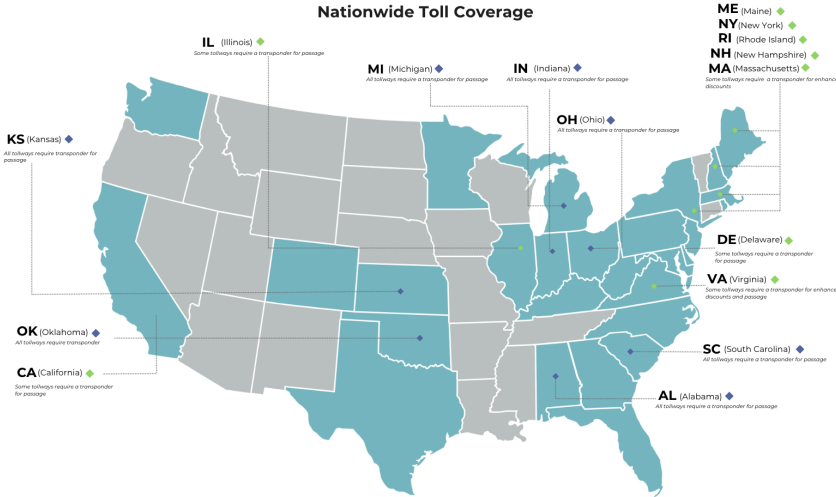 Nationwide Toll Coverage
ME (Maine)
NY (New York)
RI (Rhode Island)
NH (New Hampshire)
MA (Massachusetts)
Some tollways require a transponder for enhanc
discounts
IL (Illinois)
Some tollways require a transponder for passage
MI (Michigan)
All tollways require a transponder for passage
IN (Indiana)
All tollways require a transponder for passage
OH (Ohio)
All tollways require a transponder for passage
KS (Kansas)
All tollways require transponder for
passage
DE (Delaware)
Some tollways require a transponder
for passage
VA (Virginia)
Some tollways require a transponder for enhance
discounts and passage
OK (Oklahoma)
All tollways require transponder
SC (South Carolina)
All tollways require a transponder for passage
CA (California)
Some tollways require a transponder
for passage
AL (Alabama)
All tollways require a transponder for passage